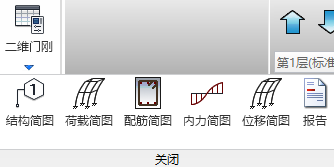 二维门刚
第1层(标准
1
结构简图 荷载简图 配筋简图 内力简图 位移简图 报告
关闭